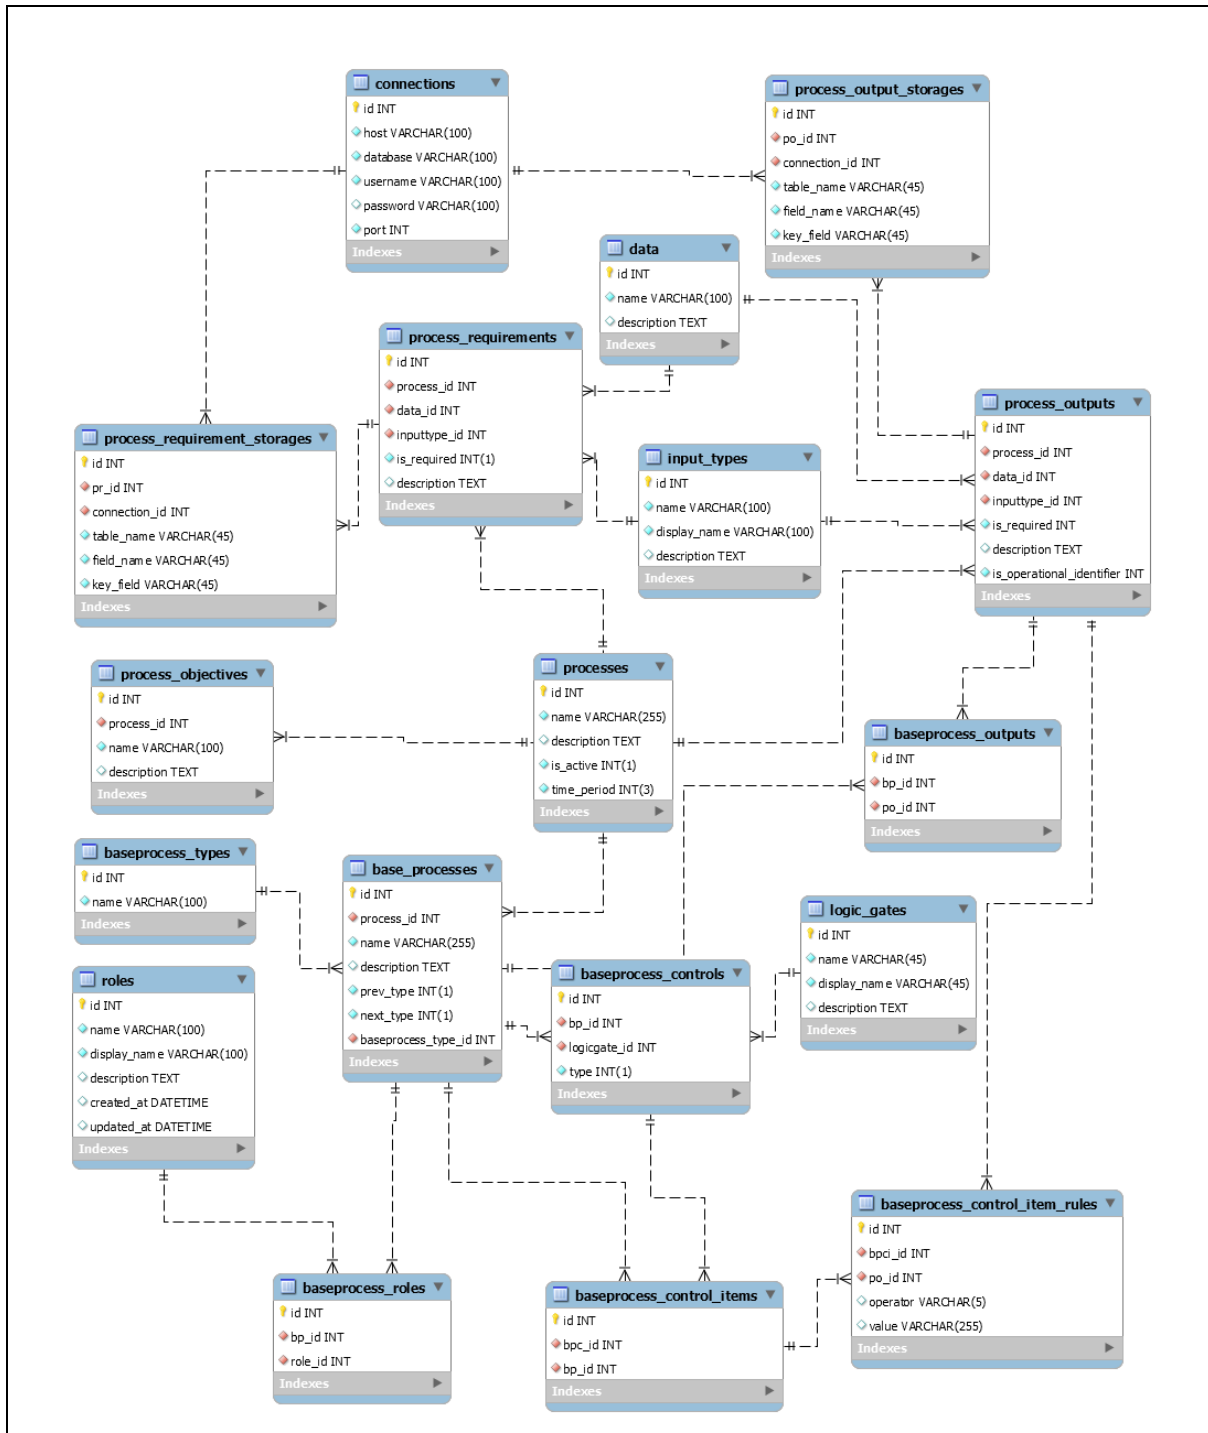 connections
id INT
host VARCHAR(100)
database VARCHAR(100)
username VARCHAR(100)
password VARCHAR(100)
port INT
Indexes
process_output_storages
id INT
po_id INT
connection_id INT
table_name VARCHAR(45)
field_name VARCHAR(45)
key_field VARCHAR(45)
Indexes
data
id INT
name VARCHAR(100)
description TEXT
Indexes
process_requirements
id INT
process_id INT
data_id INT
inputtype_id INT
is_required INT(1)
description TEXT
Indexes
process_outputs
id INT
process_id INT
data_id INT
inputtype_id INT
is_required INT
description TEXT
is_operational_identifier INT
Indexes
process_requirement_storages
id INT
pr_id INT
connection_id INT
table_name VARCHAR(45)
field_name VARCHAR(45)
key_field VARCHAR(45)
Indexes
input_types
id INT
name VARCHAR(100)
display_name VARCHAR(100)
description TEXT
Indexes
process_objectives
id INT
process_id INT
name VARCHAR(100)
description TEXT
Indexes
processes
id INT
name VARCHAR(255)
description TEXT
is_active INT(1)
time_period INT(3)
Indexes
baseprocess_outputs
id INT
bp_id INT
po_id INT
Indexes
baseprocess_types
id INT
name VARCHAR(100)
Indexes
base_processes
id INT
process_id INT
name VARCHAR(255)
description TEXT
prev_type INT(1)
next_type INT(1)
baseprocess_type_id INT
Indexes
logic_gates
id INT
name VARCHAR(45)
display_name VARCHAR(45)
description TEXT
Indexes
roles
id INT
name VARCHAR(100)
display_name VARCHAR(100)
description TEXT
created_at DATETIME
updated_at DATETIME
Indexes
baseprocess_controls
id INT
bp_id INT
logicgate_id INT
type INT(1)
Indexes
baseprocess_control_item_rules
id INT
bpci_id INT
po_id INT
operator VARCHAR(5)
value VARCHAR(255)
Indexes
baseprocess_roles
id INT
bp_id INT
role_id INT
Indexes
baseprocess_control_items
id INT
bpc_id INT
bp_id INT
Indexes